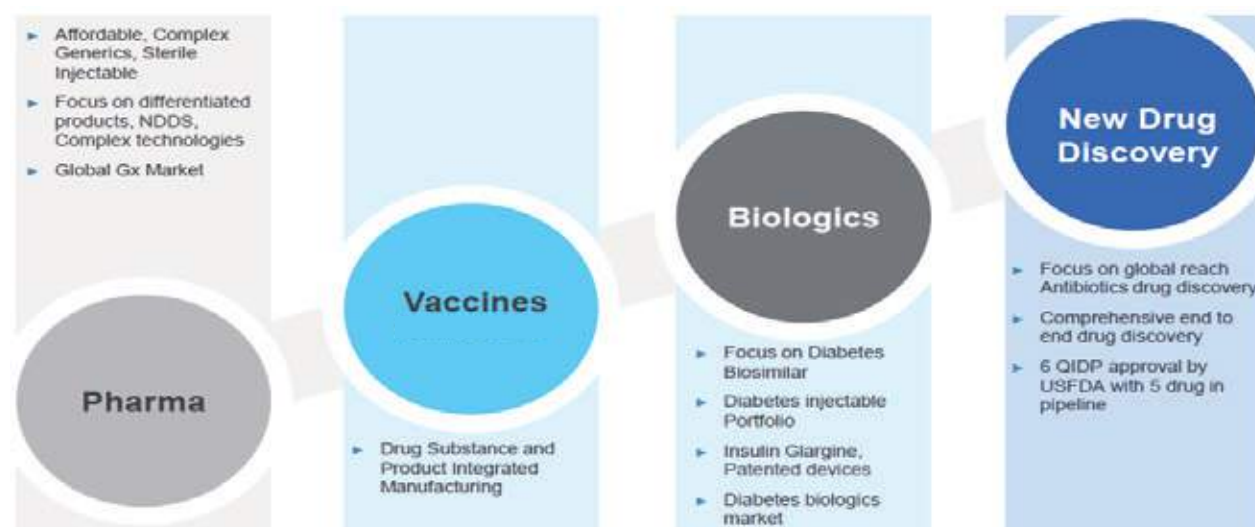 Affordable, Complex
Generics, Sterile
Injectable
Focus on differentiated
products, NDDS,
Complex technologies
Global Gx Market
Pharma
Vaccines
Drug Substance and
Product Integrated
Manufacturing
Biologics
Focus on Diabetes
Biosimilar
Diabetes injectable
Portfolio
Insulin Glargine,
Patented devices
Diabetes biologics
market
New Drug
Discovery
Focus on global reach
Antibiotics drug discovery
Comprehensive end to
end drug discovery
6 QIDP approval by
USFDA with 5 drug in
pipeline